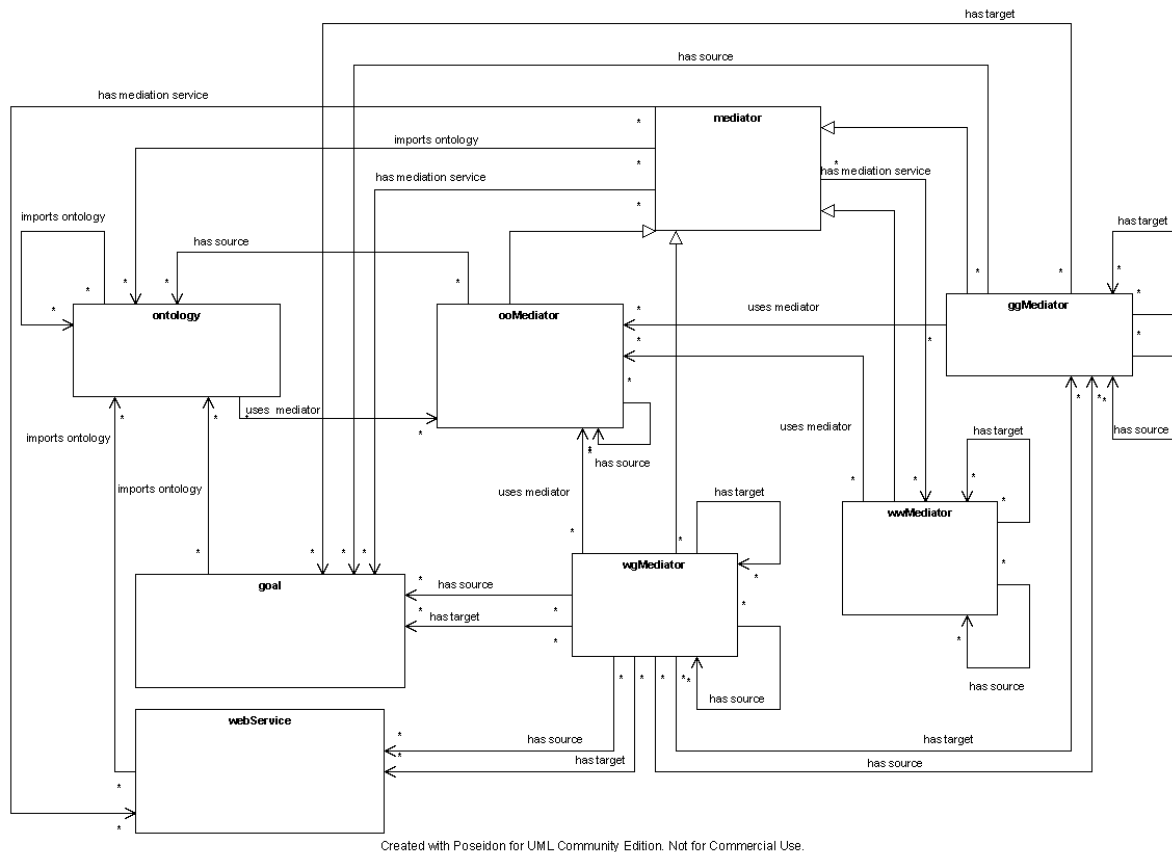 has target
has source
has mediation service
mediator
imports ontology
has mediation service
has mediation service
imports ontology
has source
has target
ontology
ooMediator
ggMediator
uses mediator
uses mediator
imports ontology
uses mediator
has source
has target
has source
imports ontology
uses mediator
has target
wwMediator
wgMediator
goal
has source
has target
has source
has source
webService
has source
has target
has target
has source
Created with Poseidon for UML Community Edition. Not for Commercial Use.